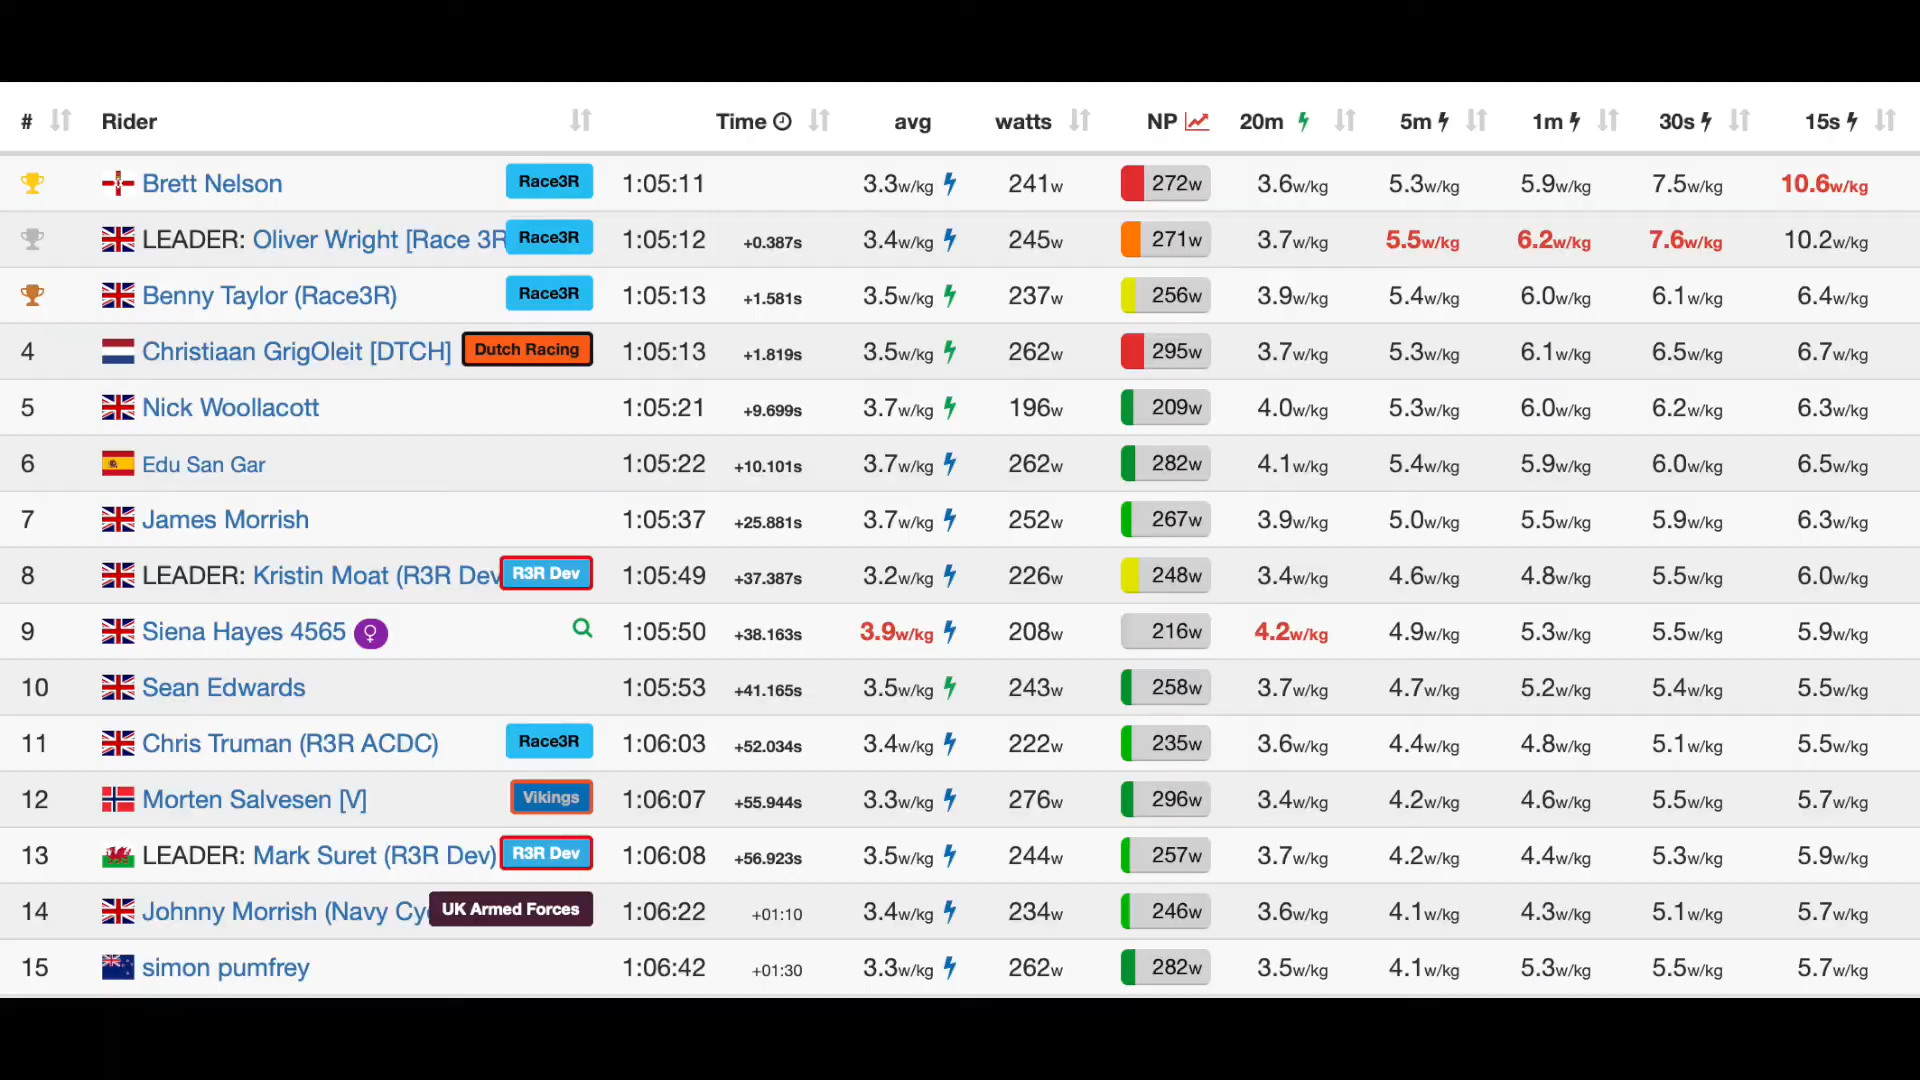 # Rider Time avg watts NP 20m 5m 1m 30s 15s
Brett Nelson Race3R 1:05:11 3.3w/kg 241w 272w 3.6w/kg 5.3w/kg 5.9w/kg 7.5w/kg 10.6w/kg
LEADER: Oliver Wright [Race 3R Race3R 1:05:12 +0.387s 3.4w/kg 245w 271w 3.7w/kg 5.5w/kg 6.2w/kg 7.6w/kg 10.2w/kg
Benny Taylor (Race3R) Race3R 1:05:13 +1.581s 3.5w/kg 237w 256w 3.9w/kg 5.4w/kg 6.0w/kg 6.1w/kg 6.4w/kg
4 Christiaan GrigOleit [DTCH] Dutch Racing 1:05:13 +1.819s 3.5w/kg 262w 295w 3.7w/kg 5.3w/kg 6.1w/kg 6.5w/kg 6.7w/kg
5 Nick Woollacott 1:05:21 +9.699s 3.7w/kg 196w 209w 4.0w/kg 5.3w/kg 6.0w/kg 6.2w/kg 6.3w/kg
6 Edu San Gar 1:05:22 +10.101s 3.7w/kg 262w 282w 4.1w/kg 5.4w/kg 5.9w/kg 6.0w/kg 6.5w/kg
7 James Morrish 1:05:37 +25.881s 3.7w/kg 252w 267w 3.9w/kg 5.0w/kg 5.5w/kg 5.9w/kg 6.3w/kg
8 LEADER: Kristin Moat (R3R Dev R3R Dev 1:05:49 +37.387s 3.2w/kg 226w 248w 3.4w/kg 4.6w/kg 4.8w/kg 5.5w/kg 6.0w/kg
9 Siena Hayes 4565 1:05:50 +38.163s 3.9w/kg 208w 216w 4.2w/kg 4.9w/kg 5.3w/kg 5.5w/kg 5.9w/kg
10 Sean Edwards 1:05:53 +41.165s 3.5w/kg 243w 258w 3.7w/kg 4.7w/kg 5.2w/kg 5.4w/kg 5.5w/kg
11 Chris Truman (R3R ACDC) Race3R 1:06:03 +52.034s 3.4w/kg 222w 235w 3.6w/kg 4.4w/kg 4.8w/kg 5.1w/kg 5.5w/kg
12 Morten Salvesen [V] Vikings 1:06:07 +55.944s 3.3w/kg 276w 296w 3.4w/kg 4.2w/kg 4.6w/kg 5.5w/kg 5.7w/kg
13 LEADER: Mark Suret (R3R Dev) R3R Dev 1:06:08 +56.923s 3.5w/kg 244w 257w 3.7w/kg 4.2w/kg 4.4w/kg 5.3w/kg 5.9w/kg
14 Johnny Morrish (Navy Cy UK Armed Forces 1:06:22 +01:10 3.4w/kg 234w 246w 3.6w/kg 4.1w/kg 4.3w/kg 5.1w/kg 5.7w/kg
15 simon pumfrey 1:06:42 +01:30 3.3w/kg 262w 282w 3.5w/kg 4.1w/kg 5.3w/kg 5.5w/kg 5.7w/kg